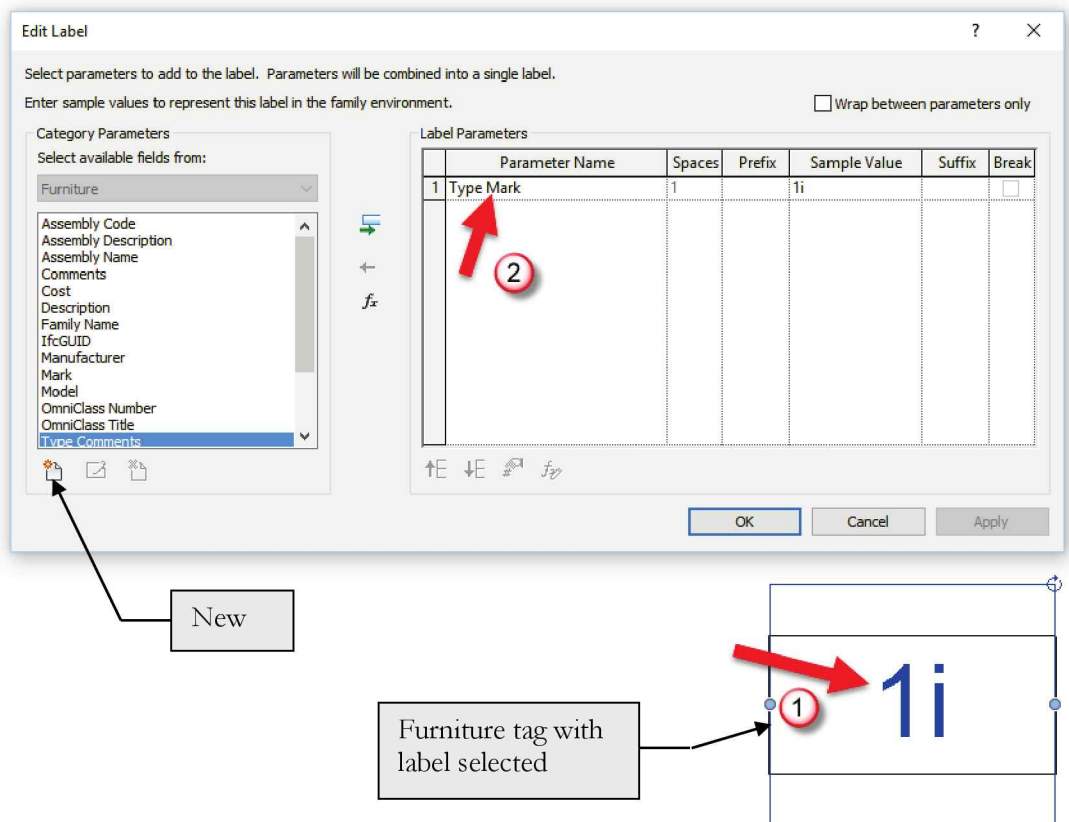 Edit Label
?
Select parameters to add to the label. Parameters will be combined into a single label.
Enter sample values to represent this label in the family environment.
Wrap between parameters only
Category Parameters
Select available fields from:
Furniture
Assembly Code
Assembly Description
Assembly Name
Comments
Cost
Description
Family Name
IfcGUID
Manufacturer
Mark
Model
OmniClass Number
OmniClass Title
Type Comments
fx
Label Parameters
Parameter Name Spaces Prefix Sample Value Suffix Break
1 Type Mark 1 1i
2
OK Cancel Apply
New
1i
1
Furniture tag with
label selected